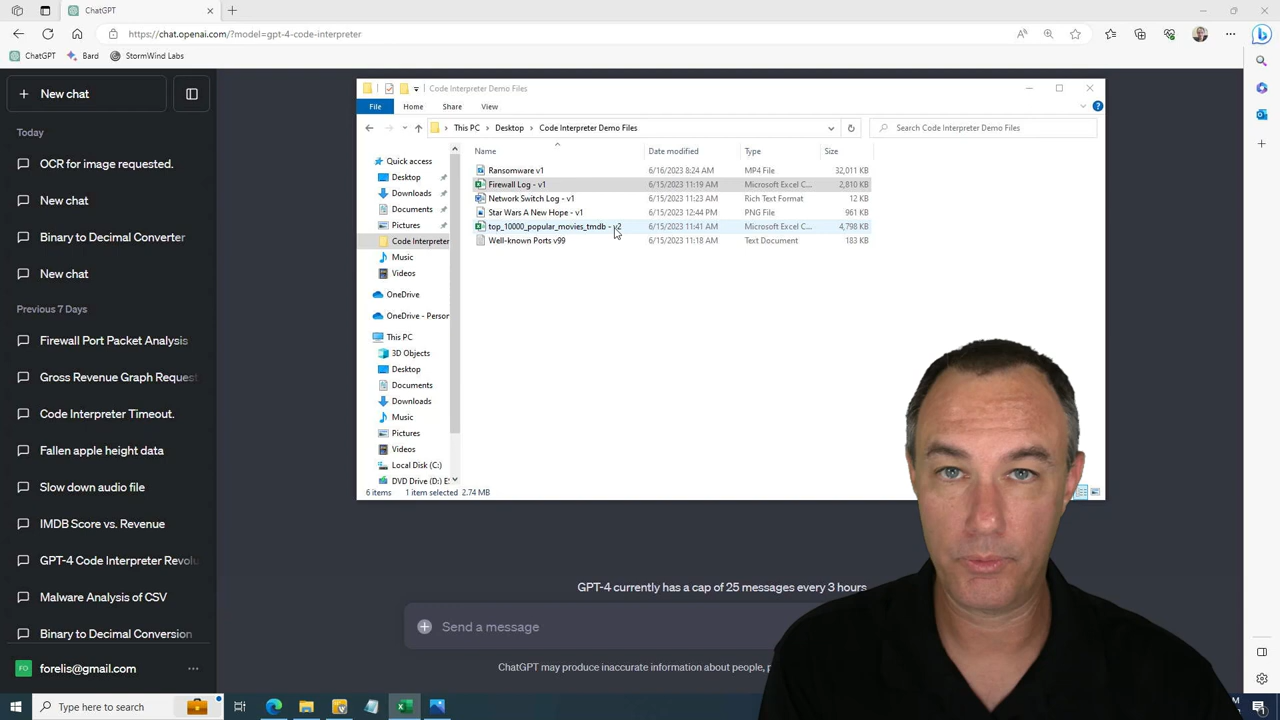 ChatGPT
https://chat.openai.com/?model=gpt-4-code-interpreter
ChatGPT
Bard
StormWind Labs
New chat
Today
OCR for image requested.
New chat
Binary to Decimal Converter
New chat
Previous 7 Days
Firewall Port Packet Analysis
Gross Revenue Graph Request
Code Interpreter Timeout.
Fallen apple height data
Slow down audio file
IMDB Score vs. Revenue
GPT-4 Code Interpreter Revolu
Malware Analysis of CSV
Binary to Decimal Conversion
FO
forelis@gmail.com
Code Interpreter Demo Files
File Home Share View
This PC > Desktop > Code Interpreter Demo Files
Search Code Interpreter Demo Files
Quick access
Desktop
Downloads
Documents
Pictures
Code Interpreter
Music
Videos
OneDrive
OneDrive - Person
This PC
3D Objects
Desktop
Documents
Downloads
Music
Pictures
Videos
Local Disk (C:)
DVD Drive (D:) E
Name Date modified Type Size
Ransomware v1 6/16/2023 8:24 AM MP4 File 32,011 KB
Firewall Log - v1 6/15/2023 11:19 AM Microsoft Excel C... 2,810 KB
Network Switch Log - v1 6/15/2023 11:23 AM Rich Text Format 12 KB
Star Wars A New Hope - v1 6/15/2023 12:44 PM PNG File 961 KB
top_10000_popular_movies_tmdb - v2 6/15/2023 11:41 AM Microsoft Excel C... 4,798 KB
Well-known Ports v99 6/15/2023 11:18 AM Text Document 183 KB
6 items 1 item selected 2.74 MB
GPT-4 currently has a cap of 25 messages every 3 hours
Send a message
ChatGPT may produce inaccurate information about people,
Type here to search